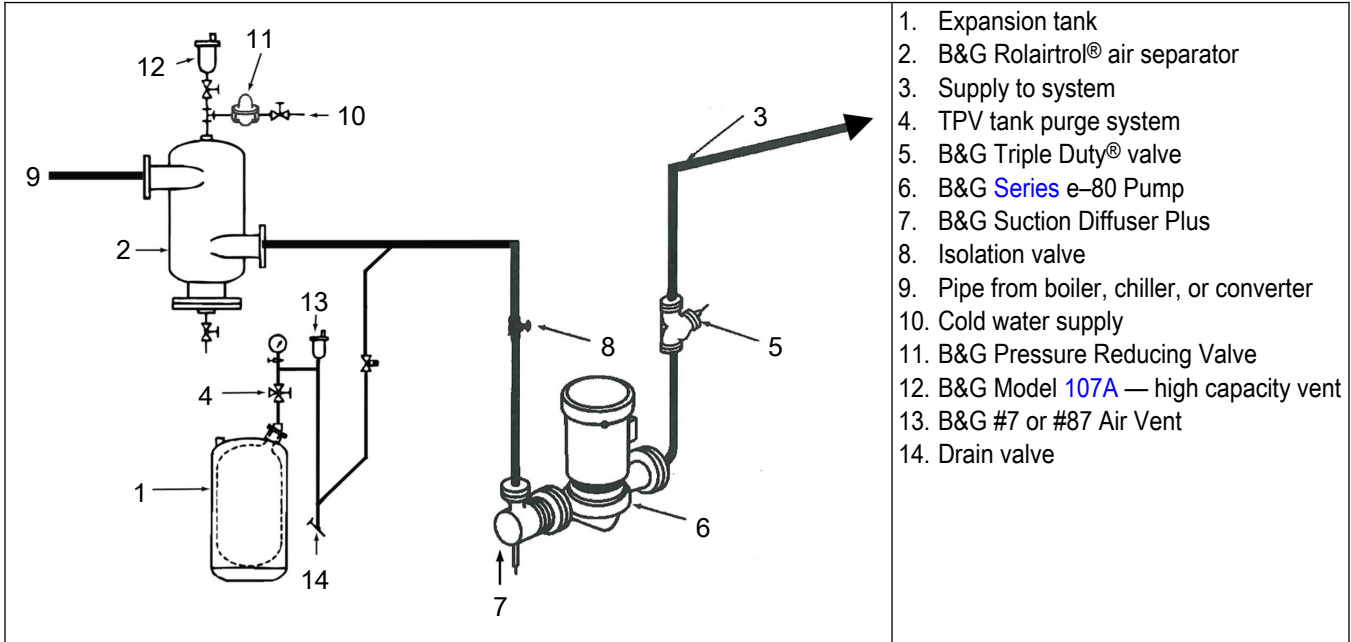 11
12
10
3
9
2
13
8
5
4
1
6
14
7
1. Expansion tank
2. B&G Rolairtrol® air separator
3. Supply to system
4. TPV tank purge system
5. B&G Triple Duty® valve
6. B&G Series e–80 Pump
7. B&G Suction Diffuser Plus
8. Isolation valve
9. Pipe from boiler, chiller, or converter
10. Cold water supply
11. B&G Pressure Reducing Valve
12. B&G Model 107A — high capacity vent
13. B&G #7 or #87 Air Vent
14. Drain valve